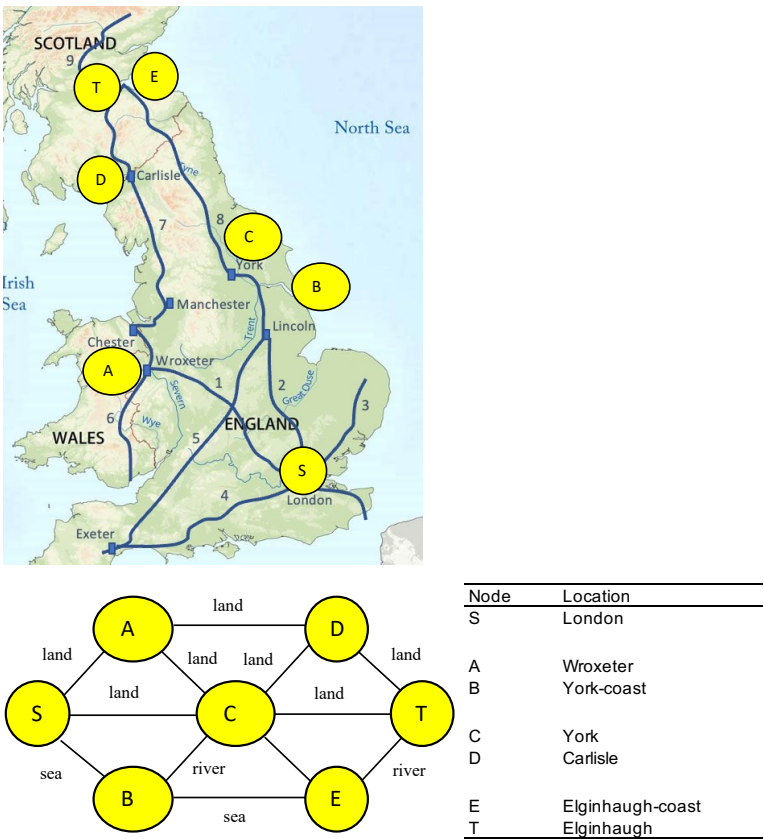 SCOTLAND
9
T
E
North Sea
Tyne
D
Carlisle
8
7
C
York
B
Irish
Sea
Manchester
Trent
Lincoln
Chester
Wroxeter
A
1
2
Great Ouse
3
Severn
6
Wye
ENGLAND
WALES
5
S
4
London
Exeter
land
A
D
land
land
land
land
land
land
S
C
T
sea
river
river
B
E
sea
Node Location
S London
A Wroxeter
B York-coast
C York
D Carlisle
E Elginhaugh-coast
T Elginhaugh